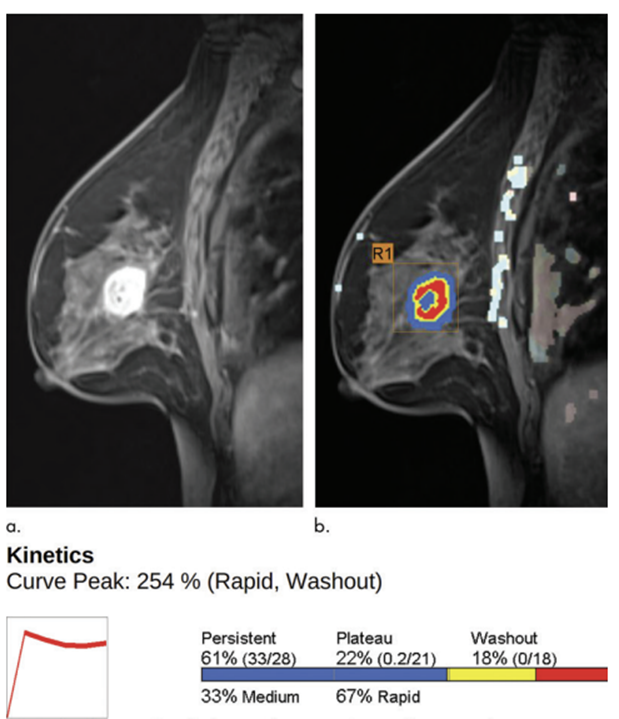 R1
a.
b.
Kinetics
Curve Peak: 254 % (Rapid, Washout)
Persistent Plateau Washout
61% (33/28) 22% (0.2/21) 18% (0/18)
33% Medium 67% Rapid